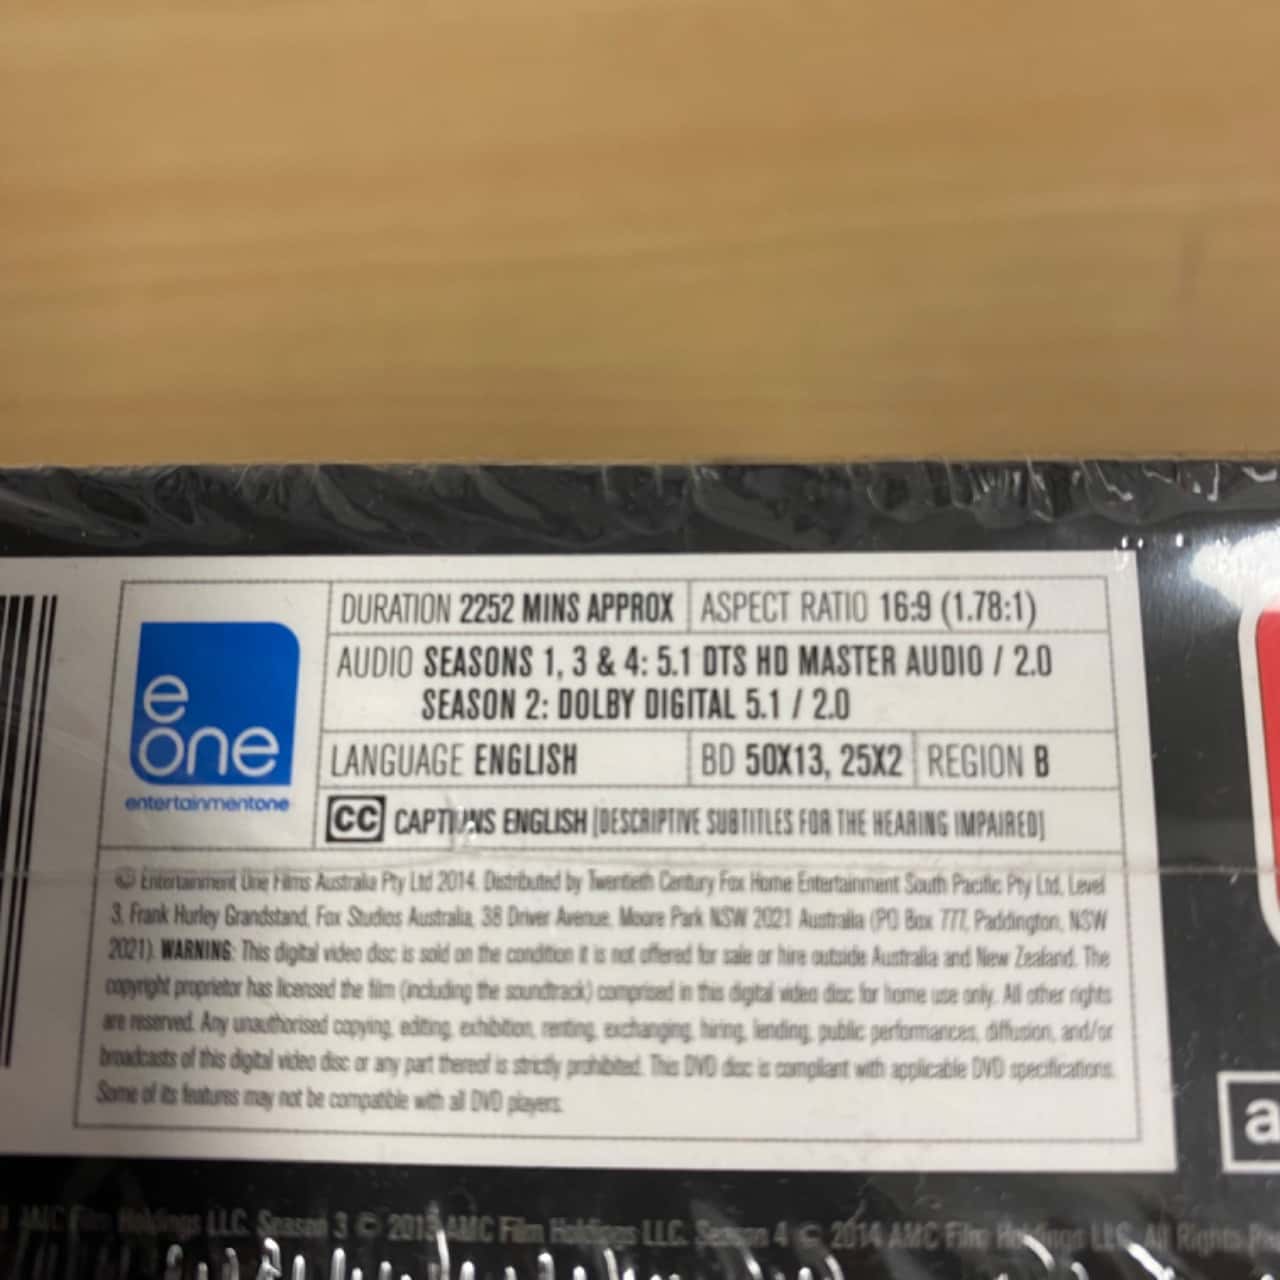 e
one
entertainmentone
DURATION 2252 MINS APPROX
ASPECT RATIO 16:9 (1.78:1)
AUDIO SEASONS 1, 3 & 4: 5.1 DTS HD MASTER AUDIO / 2.0
SEASON 2: DOLBY DIGITAL 5.1 / 2.0
LANGUAGE ENGLISH
BD 50X13, 25X2
REGION B
CC CAPTIONS ENGLISH [DESCRIPTIVE SUBTITLES FOR THE HEARING IMPAIRED]
© Entertainment One Films Australia Pty Ltd 2014. Distributed by Twentieth Century Fox Home Entertainment South Pacific Pty Ltd, Level
3, Frank Hurley Grandstand, Fox Studios Australia, 38 Driver Avenue, Moore Park NSW 2021 Australia (PO Box 777, Paddington, NSW
2021). WARNING: This digital video disc is sold on the condition it is not offered for sale or hire outside Australia and New Zealand. The
copyright proprietor has licensed the film (including the soundtrack) comprised in this digital video disc for home use only. All other rights
are reserved. Any unauthorised copying, editing, exhibition, renting, exchanging, hiring, lending, public performances, diffusion, and/or
broadcasts of this digital video disc or any part thereof is strictly prohibited. This DVD disc is compliant with applicable DVD specifications.
Some of its features may not be compatible with all DVD players.
AMC Film Holdings LLC. Season 3 © 2013 AMC Film Holdings LLC. Season 4 © 2014 AMC Film Holdings LLC. All Rights
a